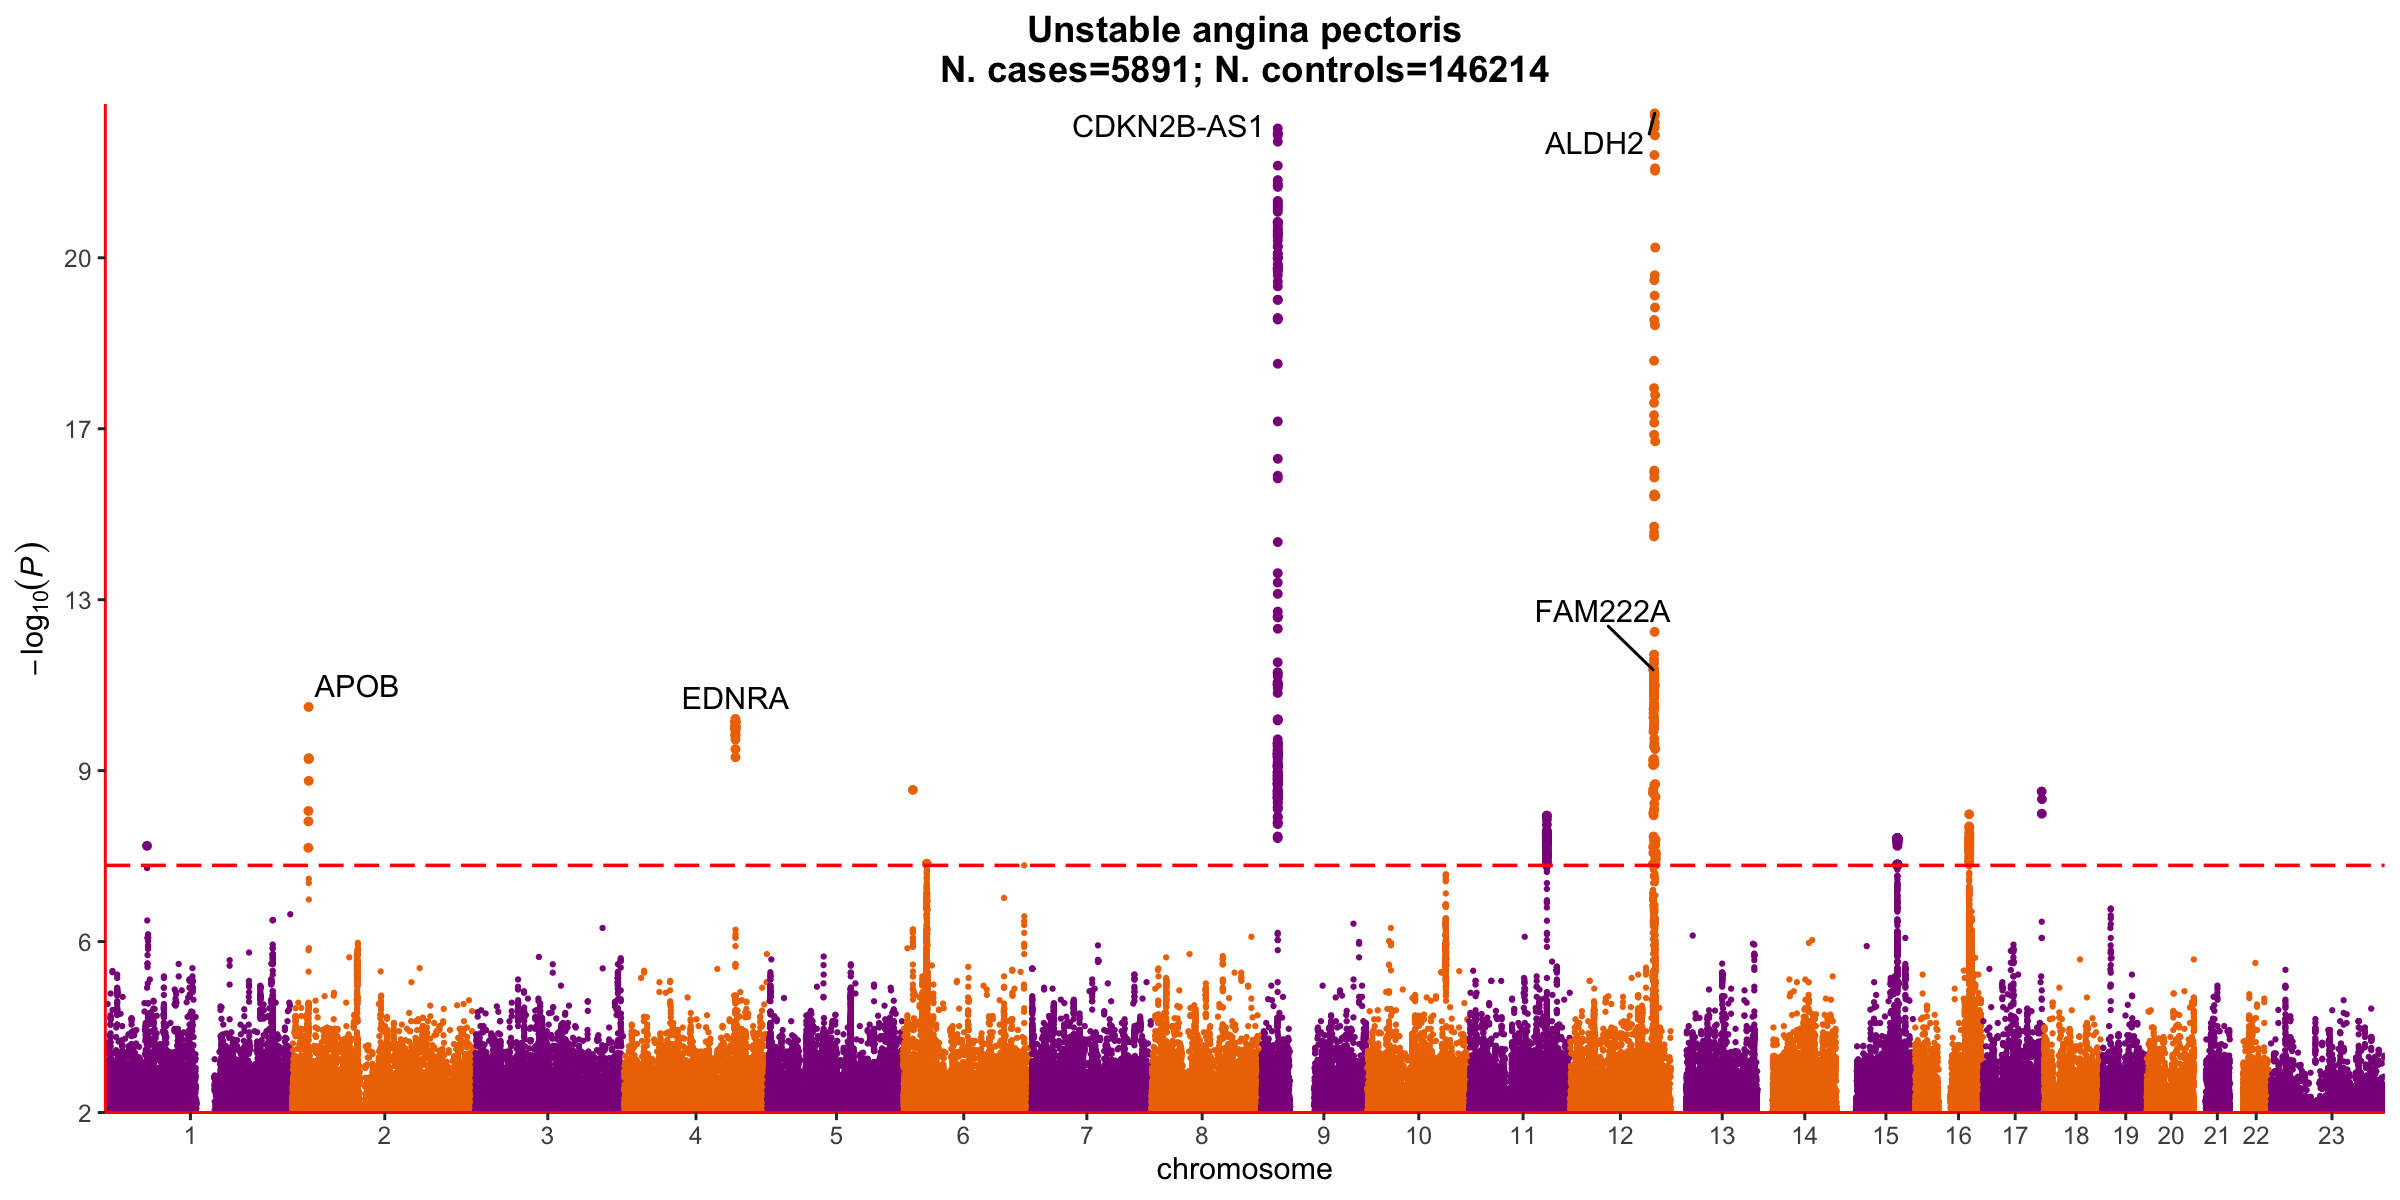 Unstable angina pectoris
N. cases=5891; N. controls=146214
CDKN2B-AS1
ALDH2
FAM222A
APOB
EDNRA
20
17
13
9
6
2
−log10(P)
1 2 3 4 5 6 7 8 9 10 11 12 13 14 15 16 17 18 19 20 21 22 23
chromosome